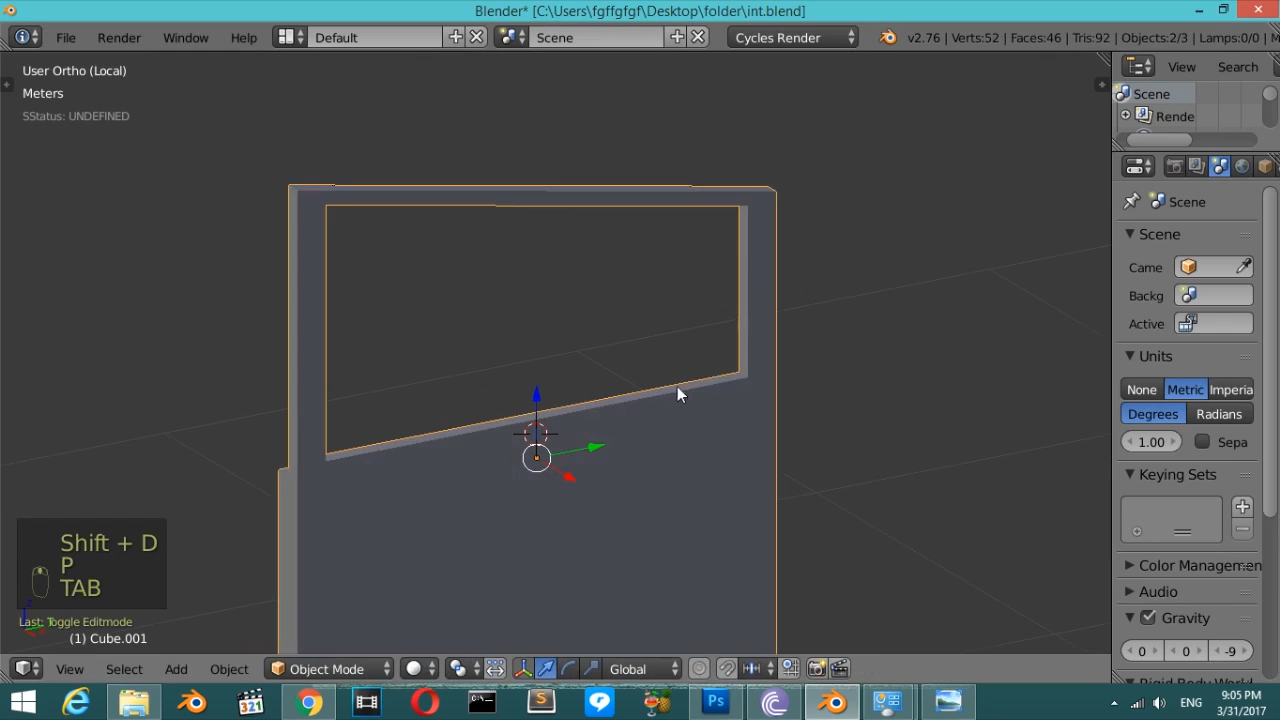 Blender* [C:\Users\fgffgfgf\Desktop\folder\int.blend]
File Render Window Help Default Scene Cycles Render v2.76 | Verts:52 | Faces:46 | Tris:92 | Objects:2/3 | Lamps:0/0 | M
User Ortho (Local)
Meters
SStatus: UNDEFINED
View Search
Scene
Rende
Scene
Scene
Came
Backg
Active
Units
None Metric Imperia
Degrees Radians
1.00 Sepa
Keying Sets
Color Managemen
Audio
Gravity
0 0 -9
Shift + D
P
TAB
Last: Toggle Editmode
(1) Cube.001
View Select Add Object Object Mode Global
321
Ps
ENG
9:05 PM
3/31/2017